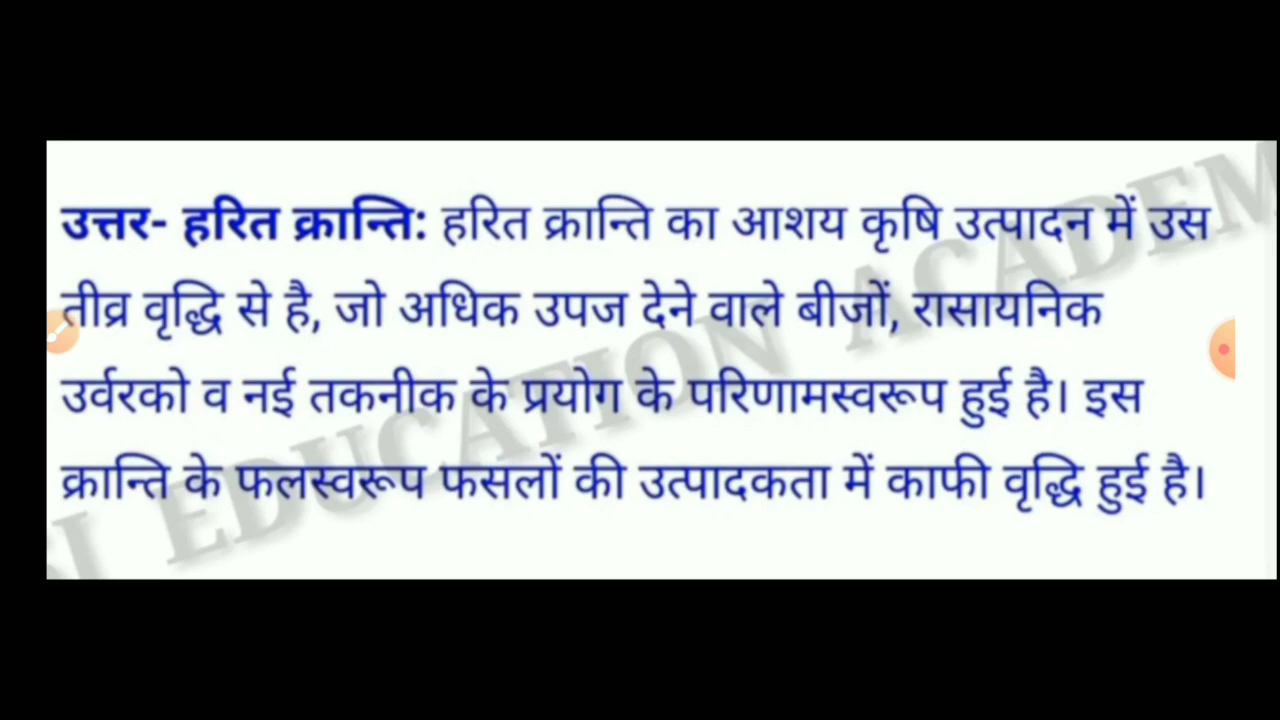 उत्तर- हरित क्रान्ति: हरित क्रान्ति का आशय कृषि उत्पादन में उस
तीव्र वृद्धि से है, जो अधिक उपज देने वाले बीजों, रासायनिक
उर्वरको व नई तकनीक के प्रयोग के परिणामस्वरूप हुई है। इस
क्रान्ति के फलस्वरूप फसलों की उत्पादकता में काफी वृद्धि हुई है।
EDUCATION